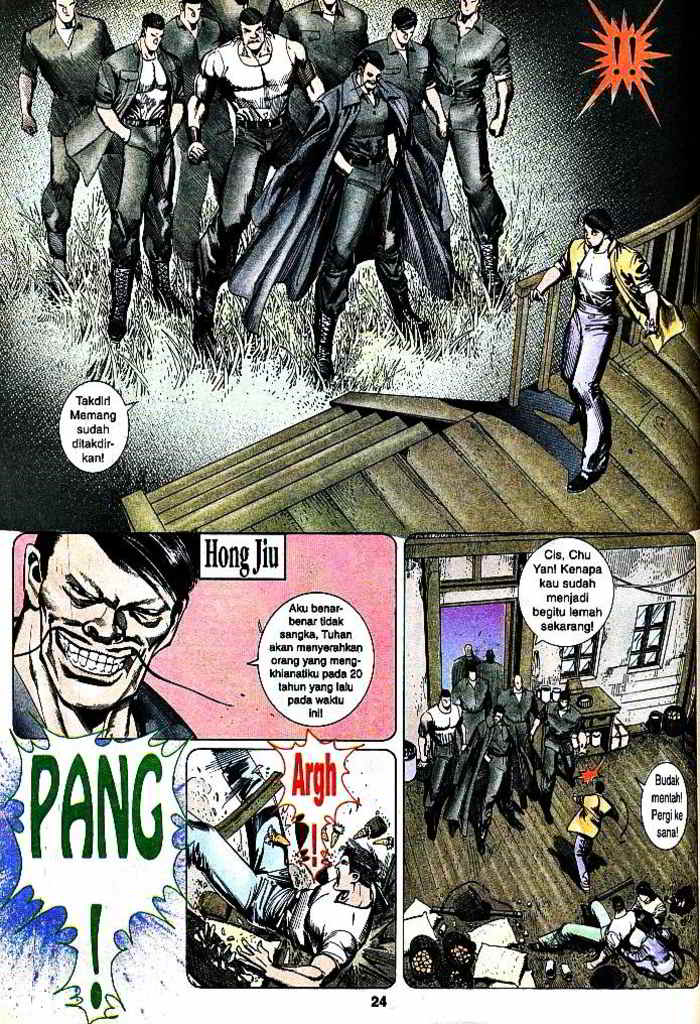 !!!
Takdir!
Memang
sudah
ditakdir-
kan!
Hong Jiu
Aku benar-
benar tidak
sangka, Tuhan
akan menyerahkan
orang yang meng-
khianatiku pada 20
tahun yang lalu
pada waktu
ini!
PANG
!
Argh
!!
Cis, Chu
Yan! Kenapa
kau sudah
menjadi
begitu lemah
sekarang!
Budak
mentah!
Pergi ke
sana!
24